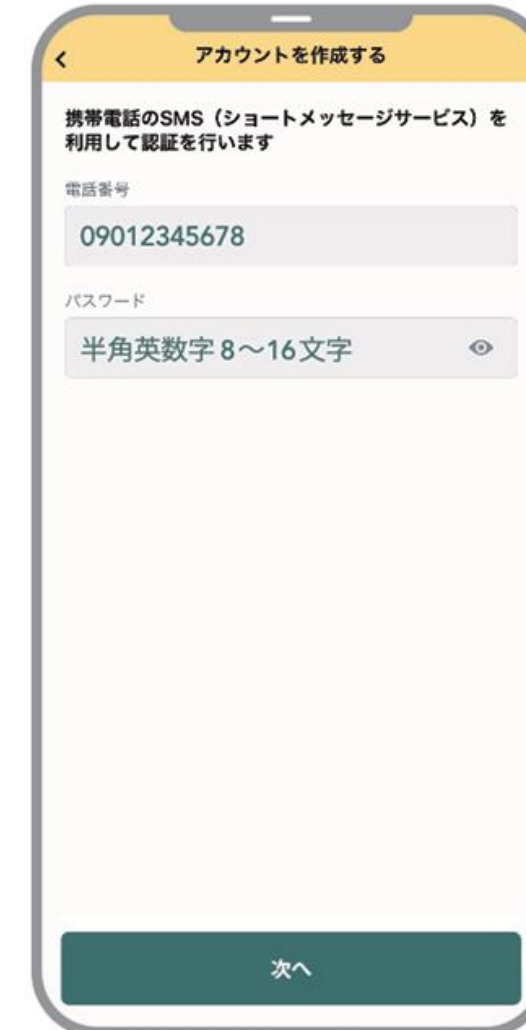 アカウントを作成する
携帯電話のSMS（ショートメッセージサービス）を
利用して認証を行います
電話番号
09012345678
パスワード
半角英数字8〜16文字
次へ